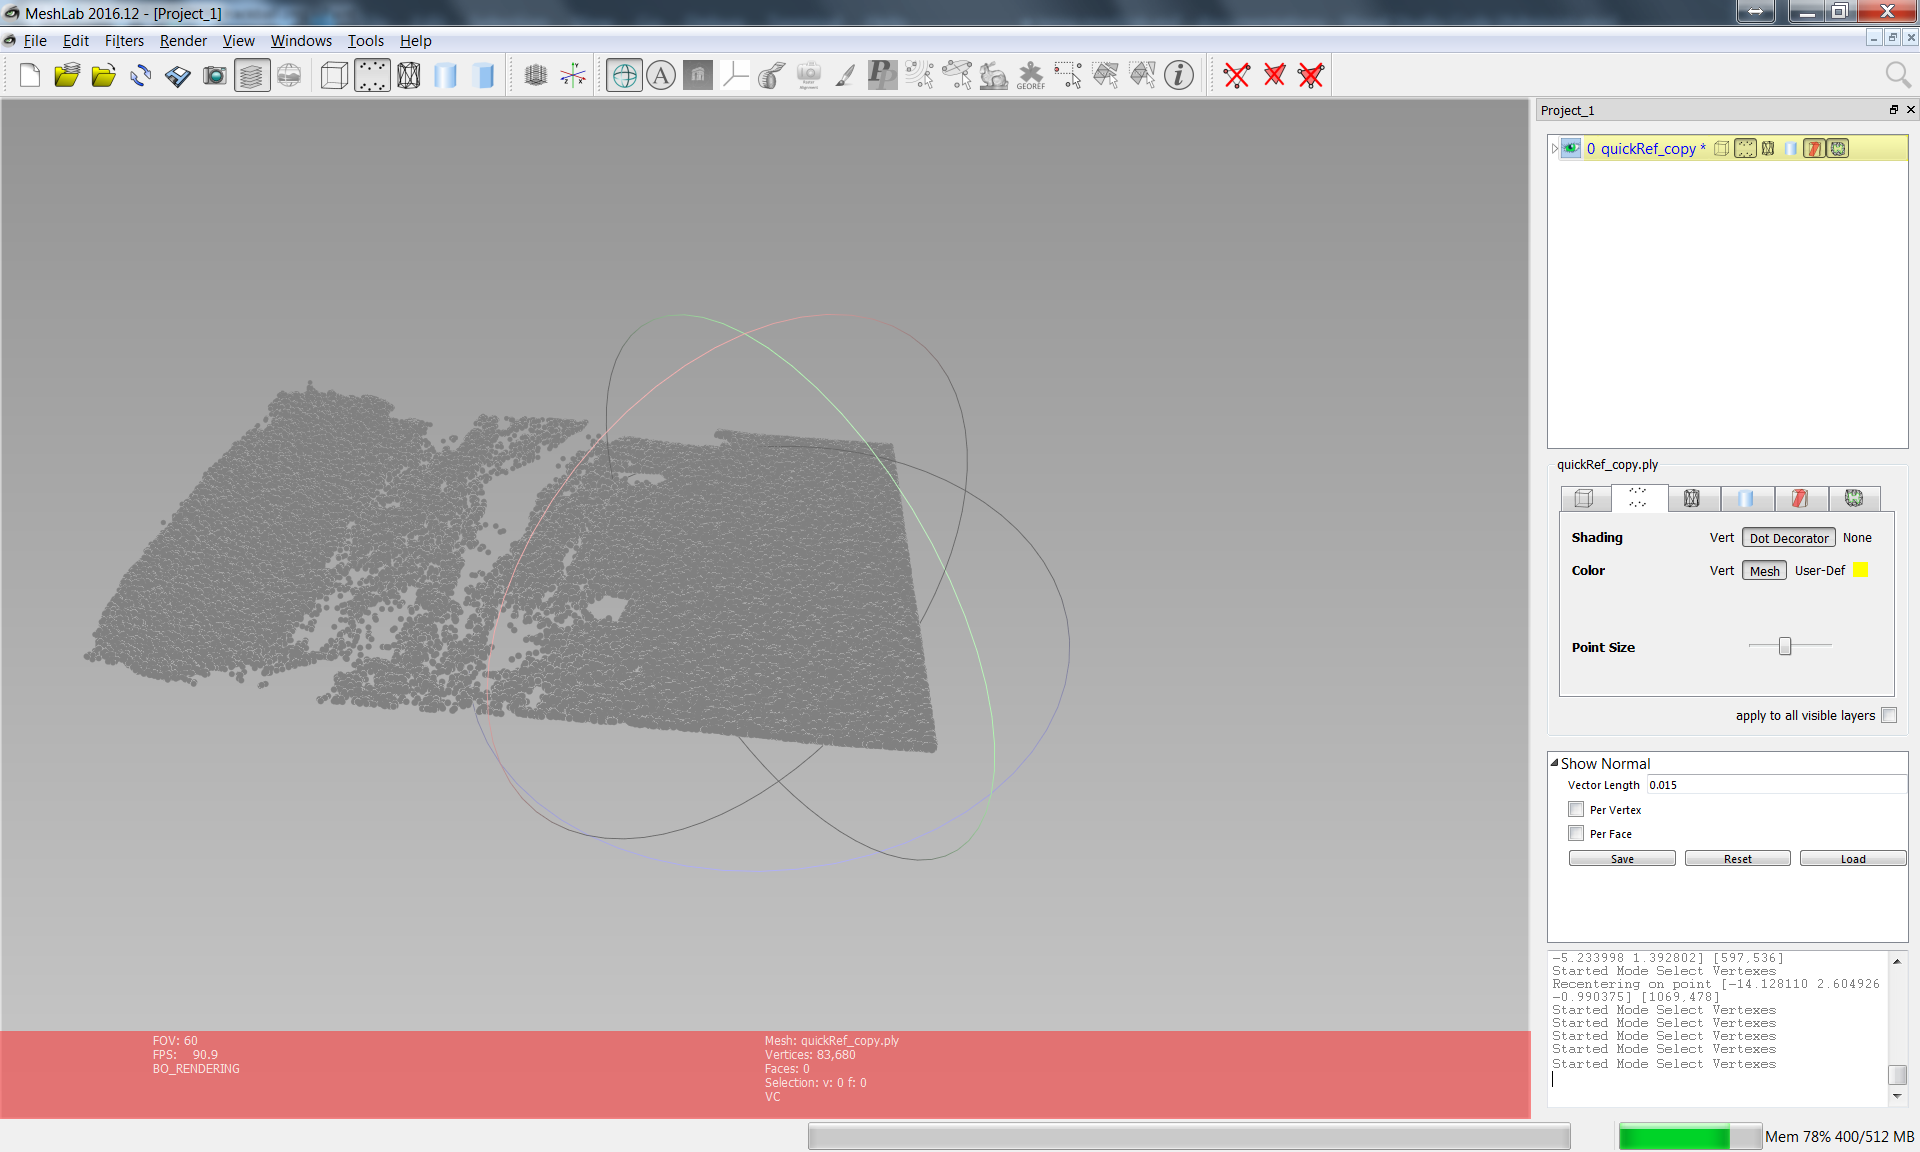 MeshLab 2016.12 - [Project_1]
File Edit Filters Render View Windows Tools Help
A
GEOREF
Project_1
0 quickRef_copy *
quickRef_copy.ply
Shading Vert Dot Decorator None
Color Vert Mesh User-Def
Point Size
apply to all visible layers
Show Normal
Vector Length 0.015
Per Vertex
Per Face
Save Reset Load
-5.233998 1.392802] [597,536]
Started Mode Select Vertexes
Recentering on point [-14.128110 2.604926
-0.990375] [1069,478]
Started Mode Select Vertexes
Started Mode Select Vertexes
Started Mode Select Vertexes
Started Mode Select Vertexes
Started Mode Select Vertexes
FOV: 60
FPS: 90.9
BO_RENDERING
Mesh: quickRef_copy.ply
Vertices: 83,680
Faces: 0
Selection: v: 0 f: 0
VC
Mem 78% 400/512 MB